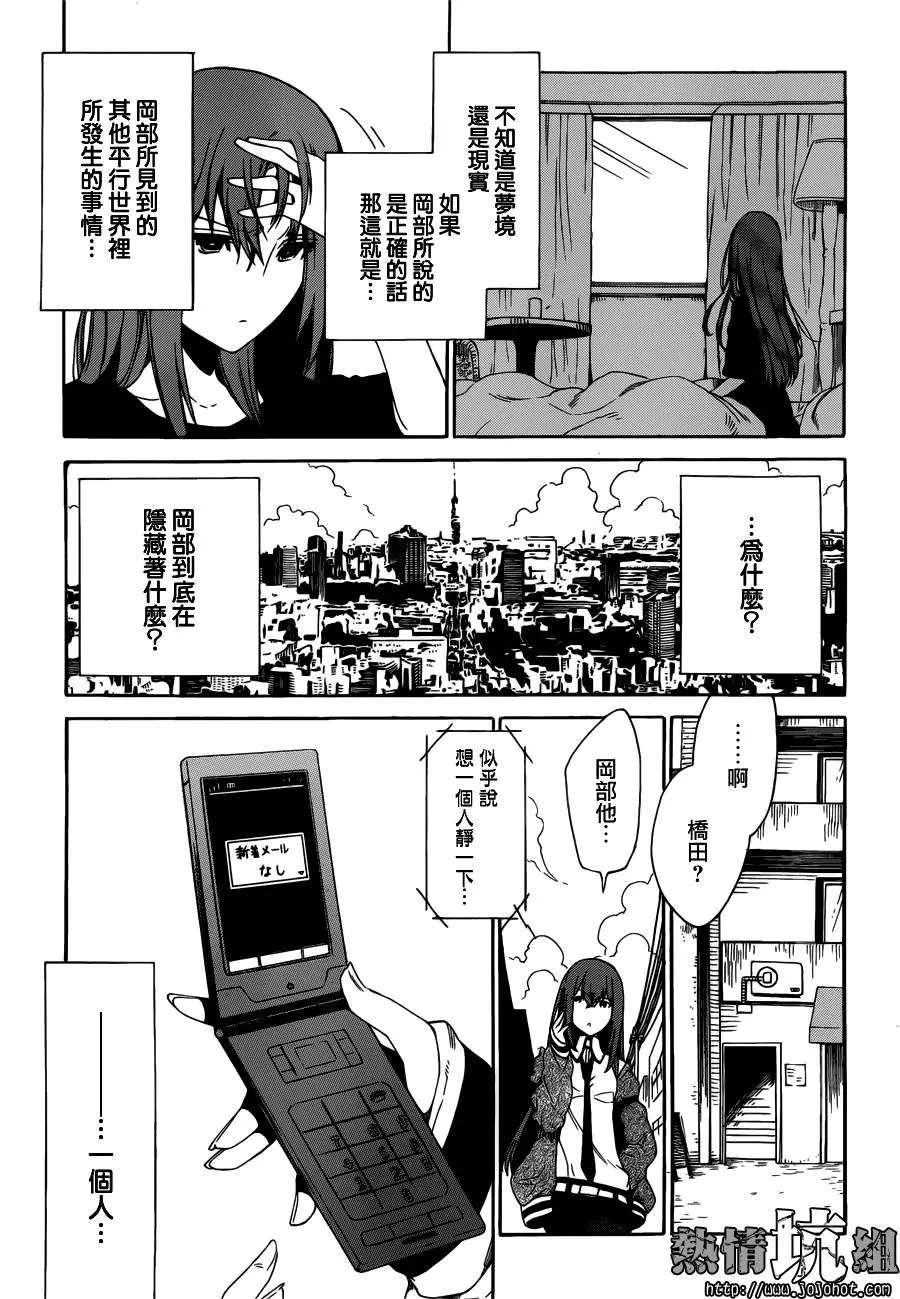 不知道是夢境
還是現實
如果
岡部所說的
是正確的話
那這就是…
岡部所見到的
其他平行世界裡
所發生的事情…
…爲什麼?
岡部到底在
隱藏著什麼?
……啊
橋田?
岡部他…
似乎說
想一個人靜一下…
新着メール
なし
———…一個人…
熱情坑組
http://www.jojohot.com